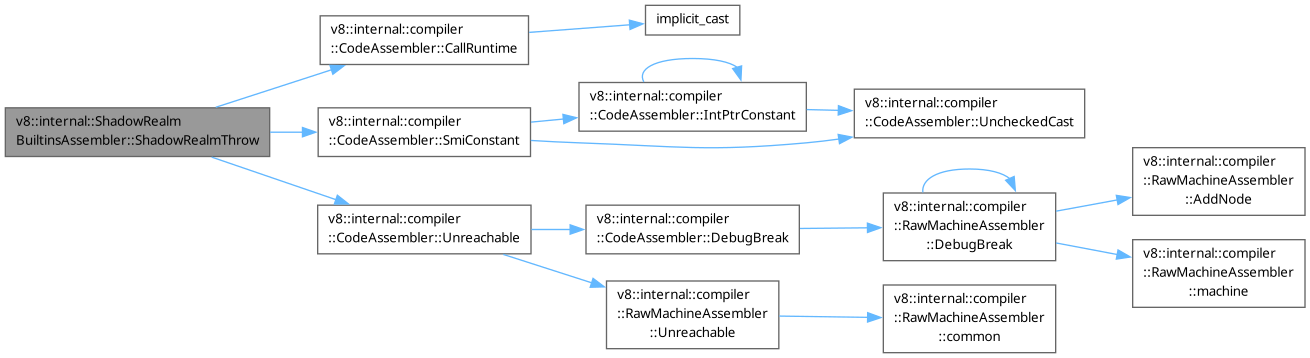 v8::internal::ShadowRealm
BuiltinsAssembler::ShadowRealmThrow
v8::internal::compiler
::CodeAssembler::CallRuntime
implicit_cast
v8::internal::compiler
::CodeAssembler::SmiConstant
v8::internal::compiler
::CodeAssembler::IntPtrConstant
v8::internal::compiler
::CodeAssembler::UncheckedCast
v8::internal::compiler
::CodeAssembler::Unreachable
v8::internal::compiler
::CodeAssembler::DebugBreak
v8::internal::compiler
::RawMachineAssembler
::DebugBreak
v8::internal::compiler
::RawMachineAssembler
::AddNode
v8::internal::compiler
::RawMachineAssembler
::machine
v8::internal::compiler
::RawMachineAssembler
::Unreachable
v8::internal::compiler
::RawMachineAssembler
::common